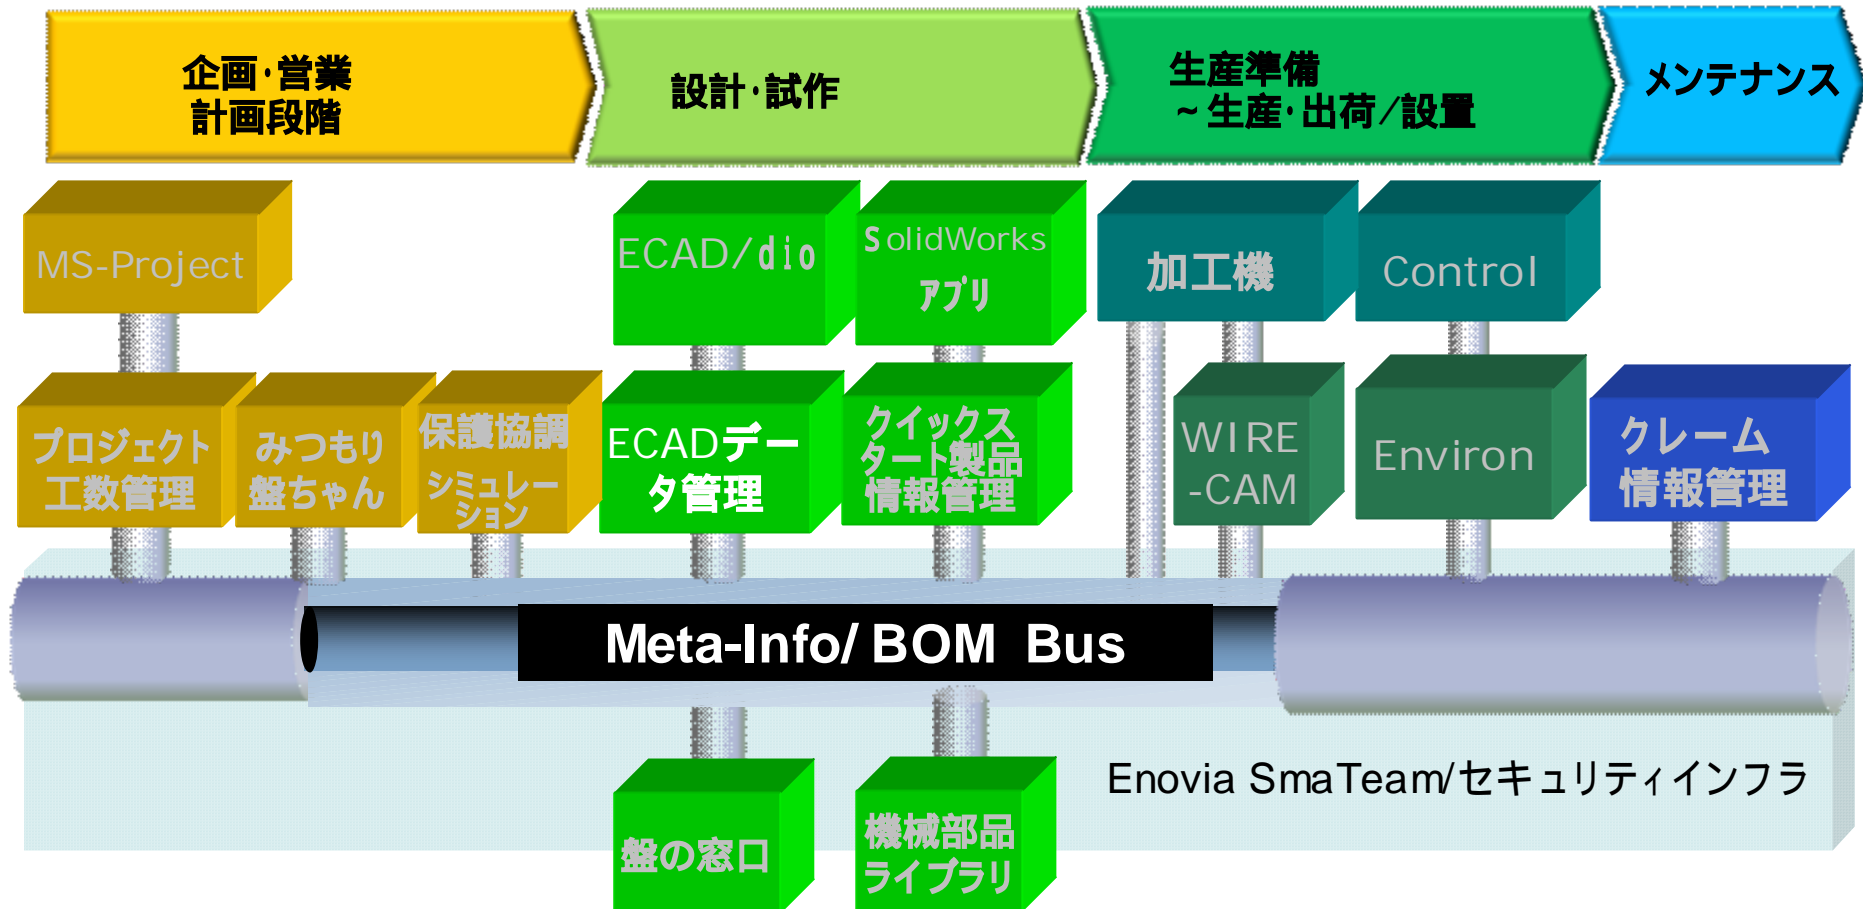 企画･営業
計画段階
設計･試作
生産準備
~生産･出荷/設置
メンテナンス
MS-Project
ECAD/dio
SolidWorks
アプリ
加工機
Control
プロジェクト
工数管理
みつもり
盤ちゃん
保護協調
シミュレー
ション
ECADデー
タ管理
クイックス
タート製品
情報管理
WIRE
-CAM
Environ
クレーム
情報管理
Meta-Info/ BOM Bus
Enovia SmaTeam/セキュリティインフラ
盤の窓口
機械部品
ライブラリ